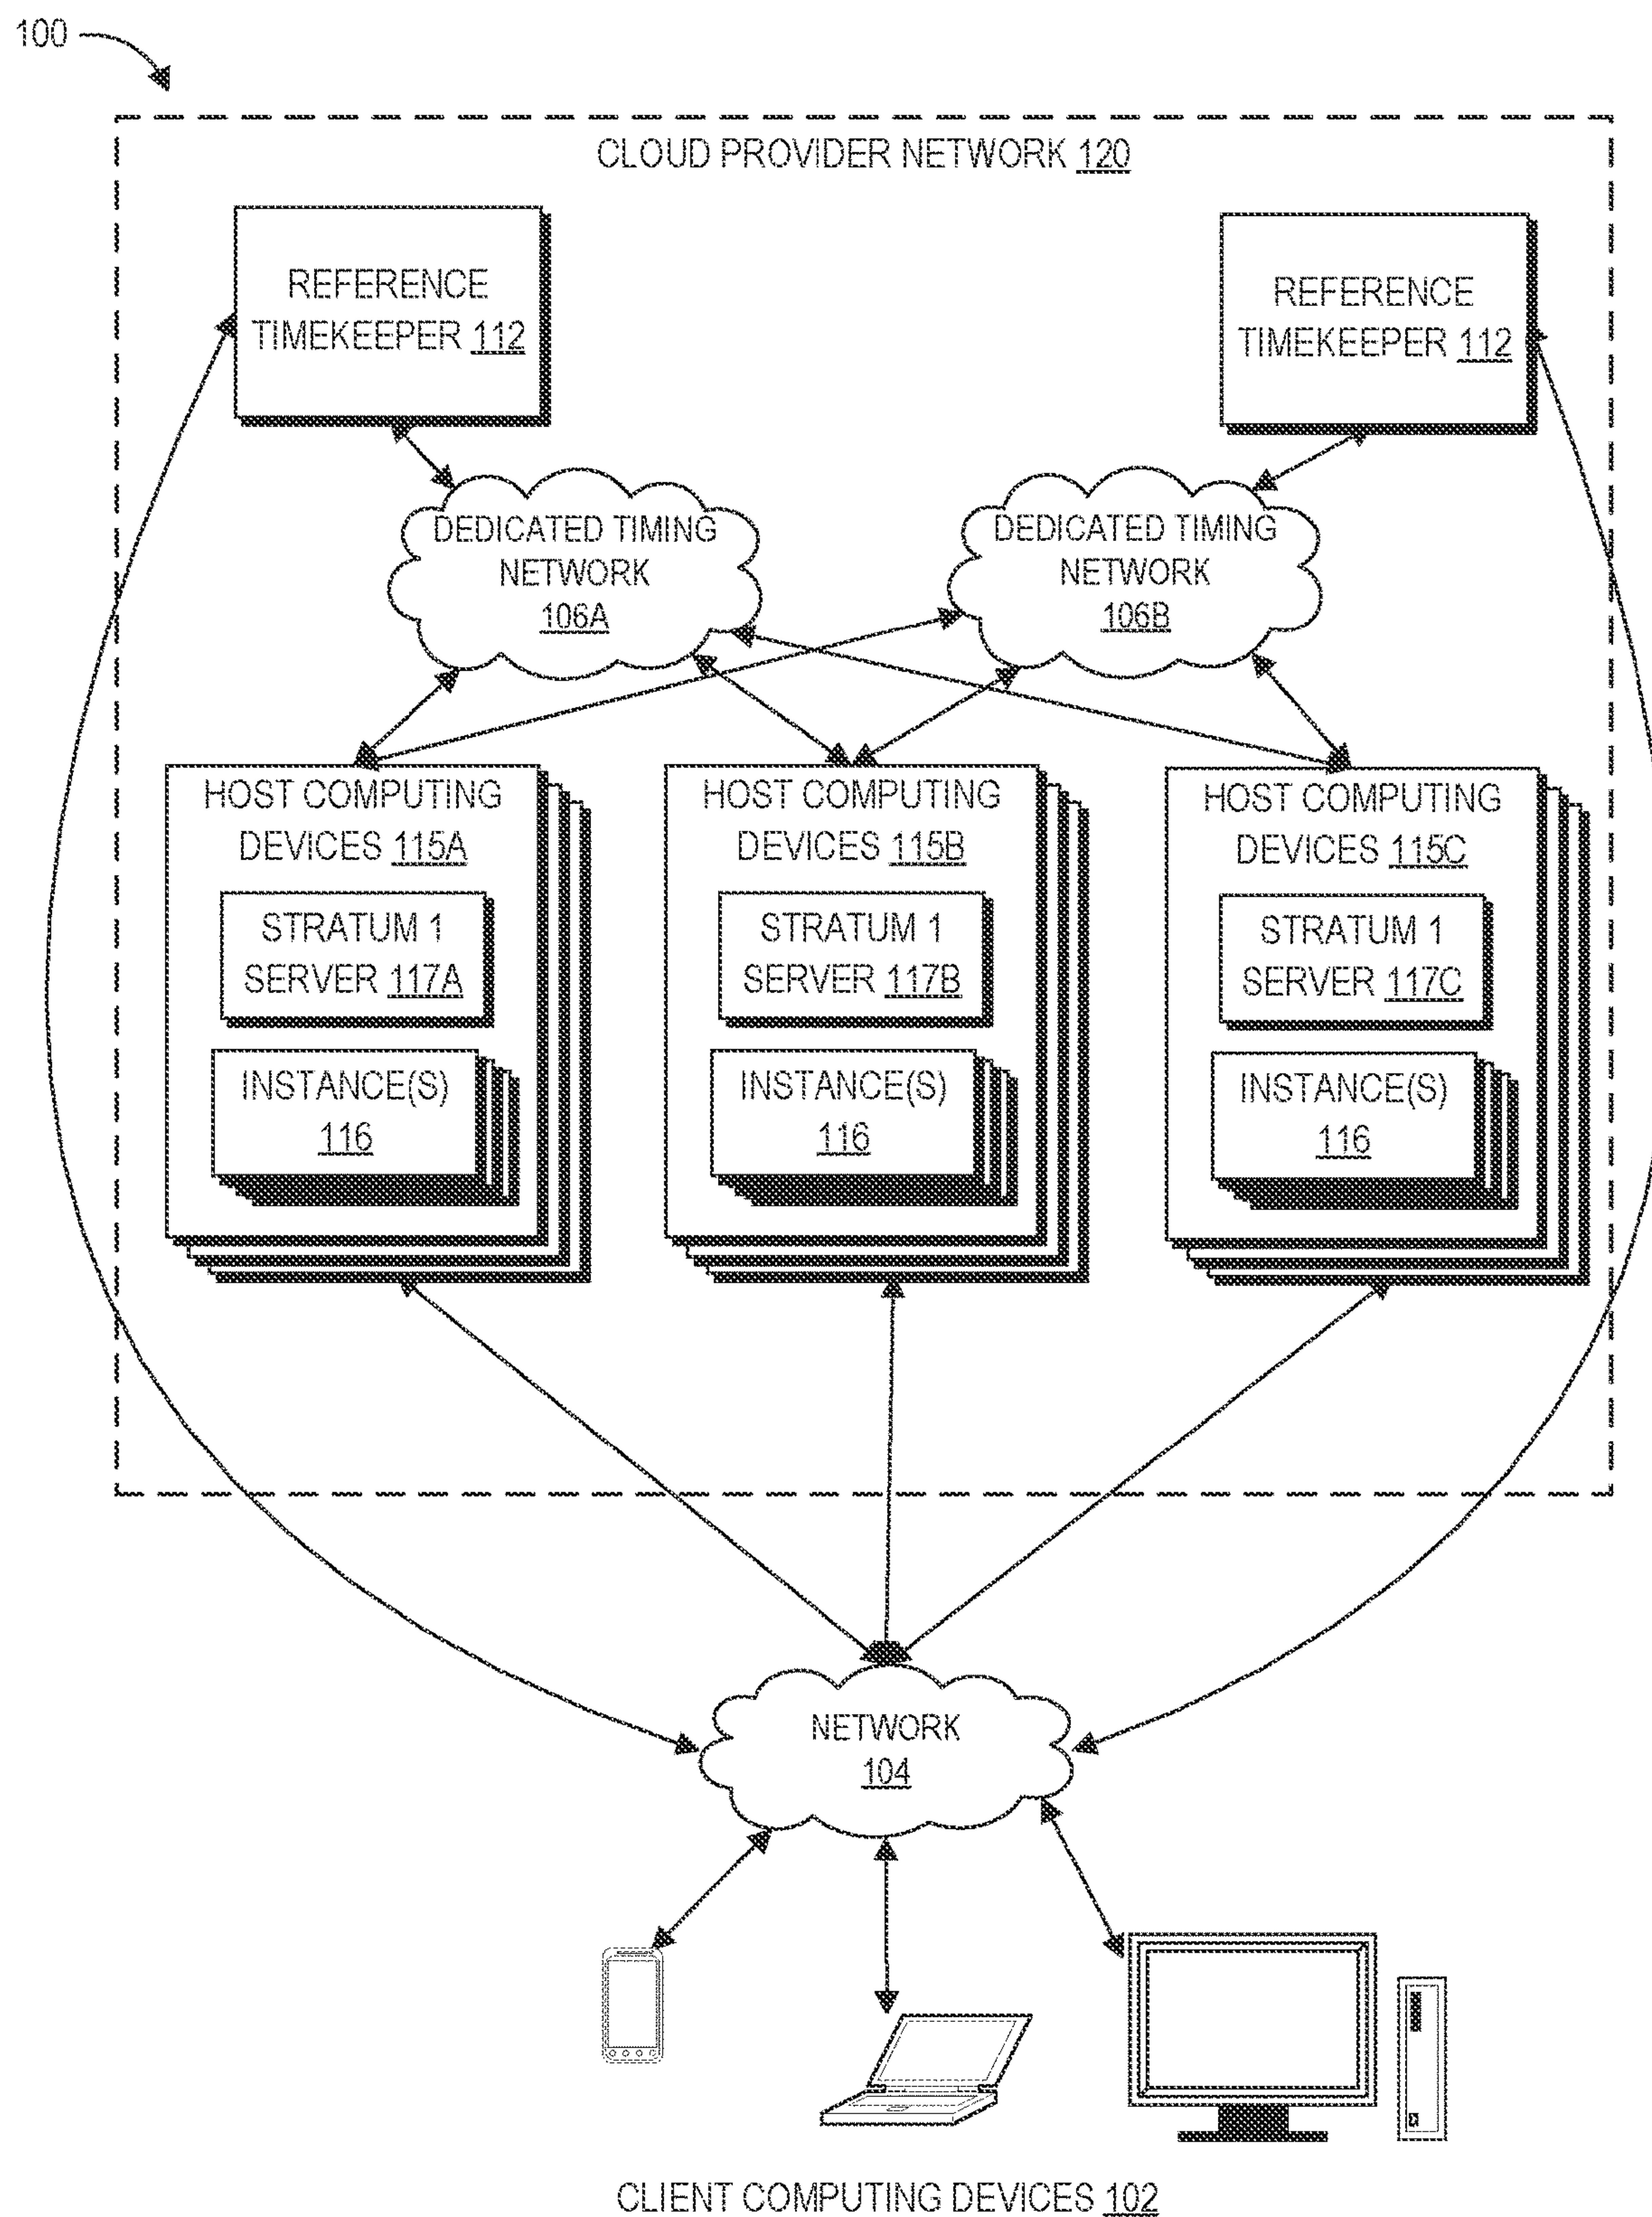 100
CLOUD PROVIDER NETWORK 120
REFERENCE
TIMEKEEPER 112
REFERENCE
TIMEKEEPER 112
DEDICATED TIMING
NETWORK
106A
DEDICATED TIMING
NETWORK
106B
HOST COMPUTING
DEVICES 115A
STRATUM 1
SERVER 117A
INSTANCE(S)
116
HOST COMPUTING
DEVICES 115B
STRATUM 1
SERVER 117B
INSTANCE(S)
116
HOST COMPUTING
DEVICES 115C
STRATUM 1
SERVER 117C
INSTANCE(S)
116
NETWORK
104
CLIENT COMPUTING DEVICES 102